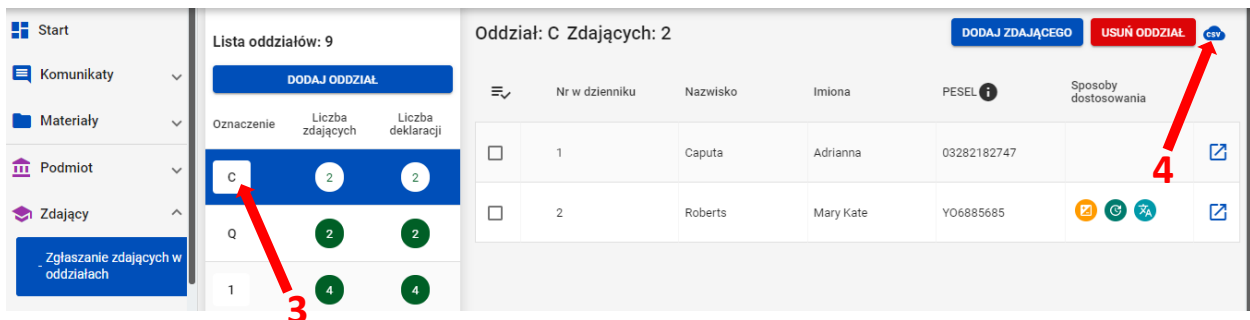 Start
Komunikaty
Materiały
Podmiot
Zdający
- Zgłaszanie zdających w
oddziałach
Lista oddziałów: 9
DODAJ ODDZIAŁ
Oznaczenie Liczba zdających Liczba deklaracji
C 2 2
Q 2 2
1 4 4
3
Oddział: C Zdających: 2
DODAJ ZDAJĄCEGO USUŃ ODDZIAŁ CSV
Nr w dzienniku Nazwisko Imiona PESEL i Sposoby dostosowania
1 Caputa Adrianna 03282182747
2 Roberts Mary Kate YO6885685
4